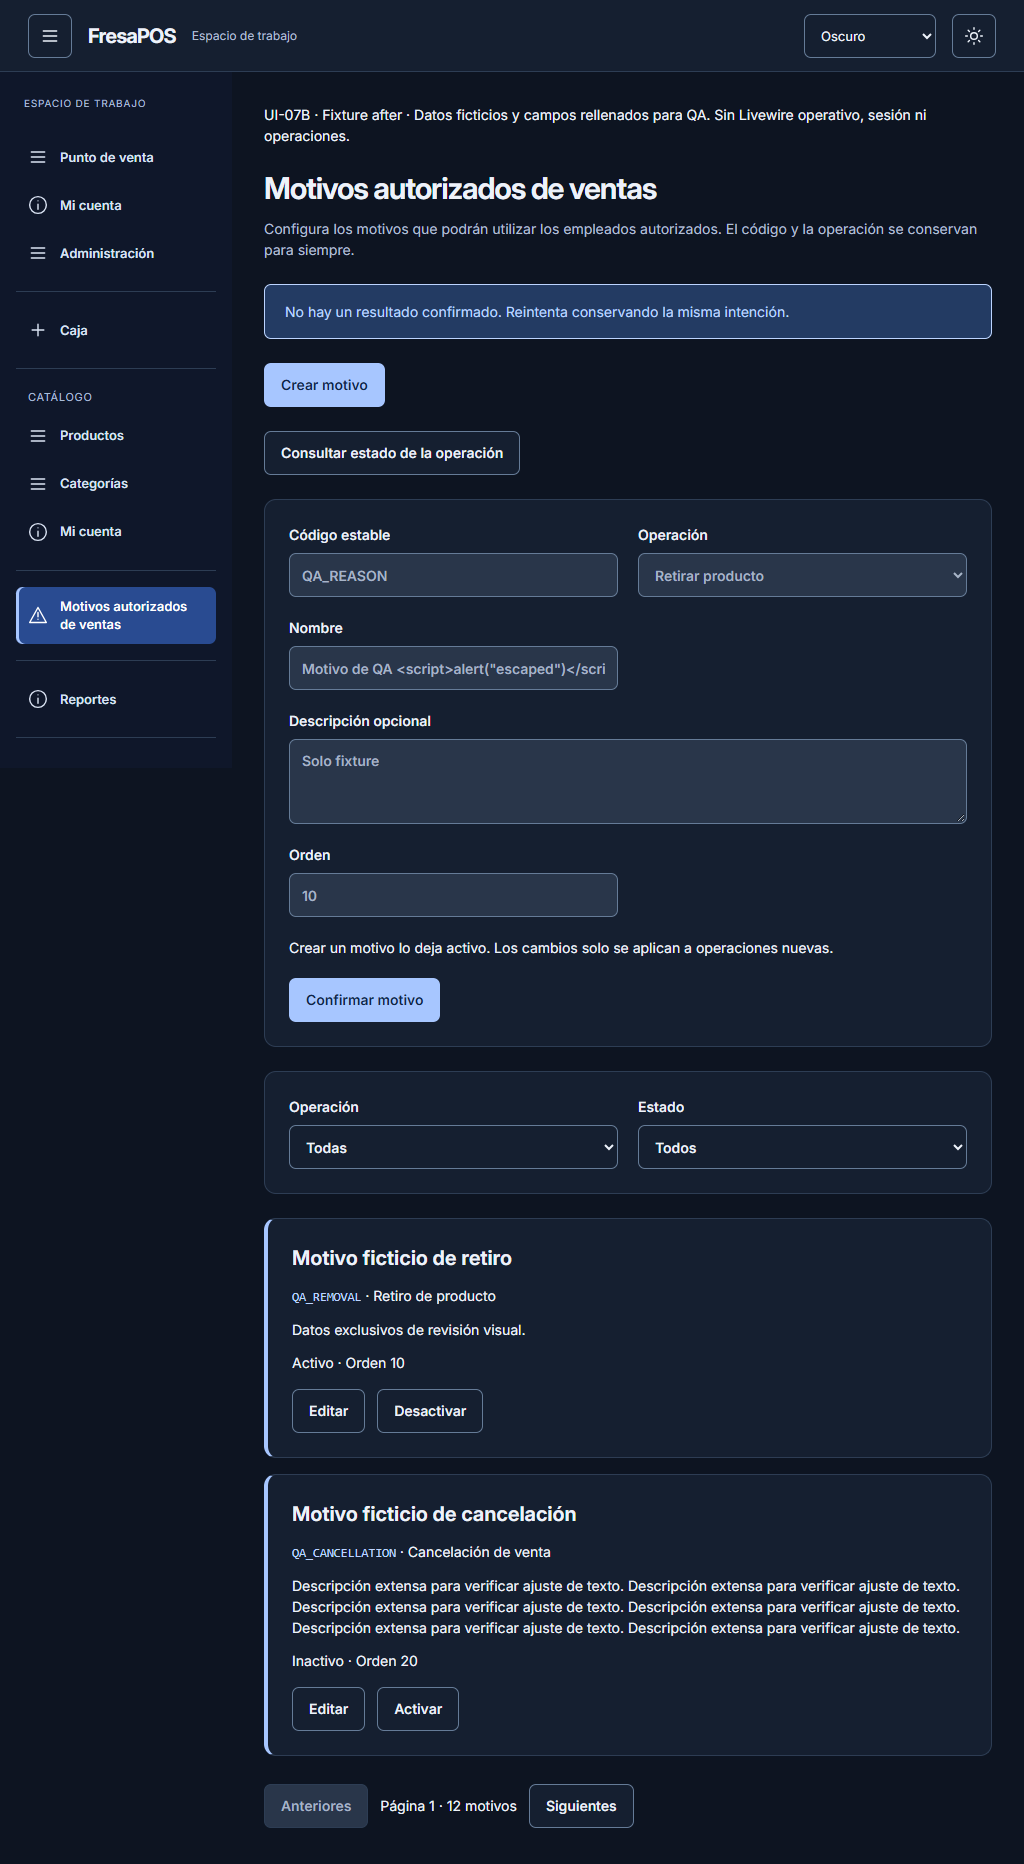 FresaPOS
Espacio de trabajo
Oscuro
ESPACIO DE TRABAJO
Punto de venta
Mi cuenta
Administración
Caja
CATÁLOGO
Productos
Categorías
Mi cuenta
Motivos autorizados
de ventas
Reportes
UI-07B · Fixture after · Datos ficticios y campos rellenados para QA. Sin Livewire operativo, sesión ni
operaciones.
Motivos autorizados de ventas
Configura los motivos que podrán utilizar los empleados autorizados. El código y la operación se conservan
para siempre.
No hay un resultado confirmado. Reintenta conservando la misma intención.
Crear motivo
Consultar estado de la operación
Código estable
QA_REASON
Operación
Retirar producto
Nombre
Motivo de QA <script>alert("escaped")</scri
Descripción opcional
Solo fixture
Orden
10
Crear un motivo lo deja activo. Los cambios solo se aplican a operaciones nuevas.
Confirmar motivo
Operación
Todas
Estado
Todos
Motivo ficticio de retiro
QA_REMOVAL · Retiro de producto
Datos exclusivos de revisión visual.
Activo · Orden 10
Editar
Desactivar
Motivo ficticio de cancelación
QA_CANCELLATION · Cancelación de venta
Descripción extensa para verificar ajuste de texto. Descripción extensa para verificar ajuste de texto.
Descripción extensa para verificar ajuste de texto. Descripción extensa para verificar ajuste de texto.
Descripción extensa para verificar ajuste de texto. Descripción extensa para verificar ajuste de texto.
Inactivo · Orden 20
Editar
Activar
Anteriores
Página 1 · 12 motivos
Siguientes